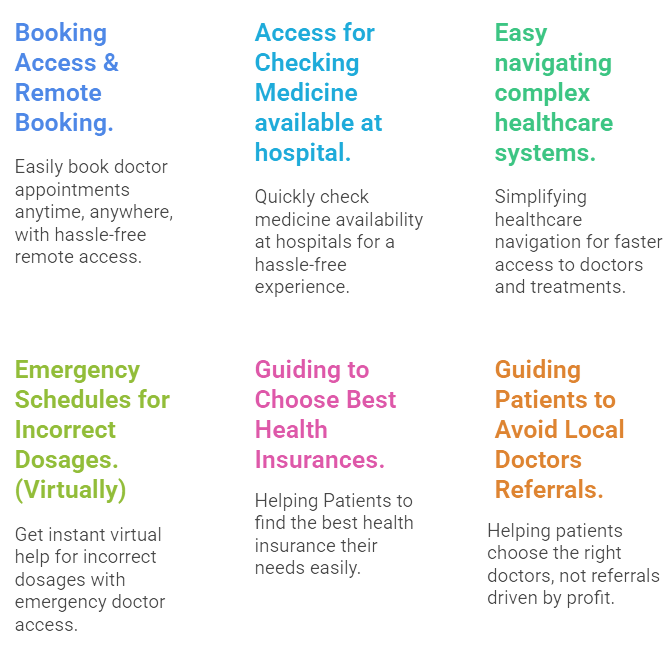 Booking
Access &
Remote
Booking.
Easily book doctor
appointments
anytime, anywhere,
with hassle-free
remote access.
Access for
Checking
Medicine
available at
hospital.
Quickly check
medicine availability
at hospitals for a
hassle-free
experience.
Easy
navigating
complex
healthcare
systems.
Simplifying
healthcare
navigation for faster
access to doctors
and treatments.
Emergency
Schedules for
Incorrect
Dosages.
(Virtually)
Get instant virtual
help for incorrect
dosages with
emergency doctor
access.
Guiding to
Choose Best
Health
Insurances.
Helping Patients to
find the best health
insurance their
needs easily.
Guiding
Patients to
Avoid Local
Doctors
Referrals.
Helping patients
choose the right
doctors, not referrals
driven by profit.